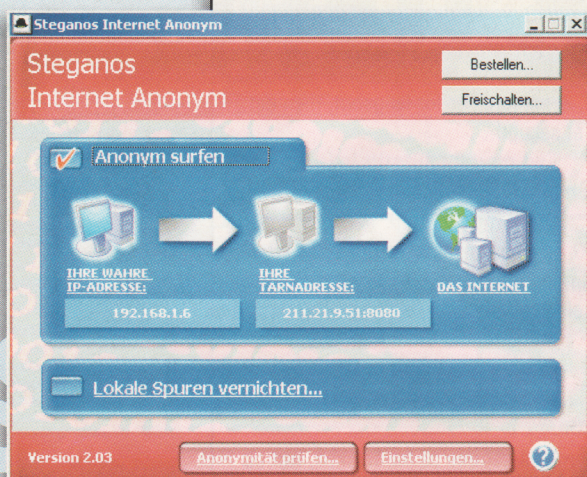 Steganos Internet Anonym
Steganos
Internet Anonym
Bestellen...
Freischalten...
Anonym surfen
IHRE WAHRE
IP-ADRESSE:
IHRE
TARNADRESSE:
DAS INTERNET
192.168.1.6
211.21.9.51:8080
Lokale Spuren vernichten...
Version 2.03
Anonymität prüfen...
Einstellungen...
?